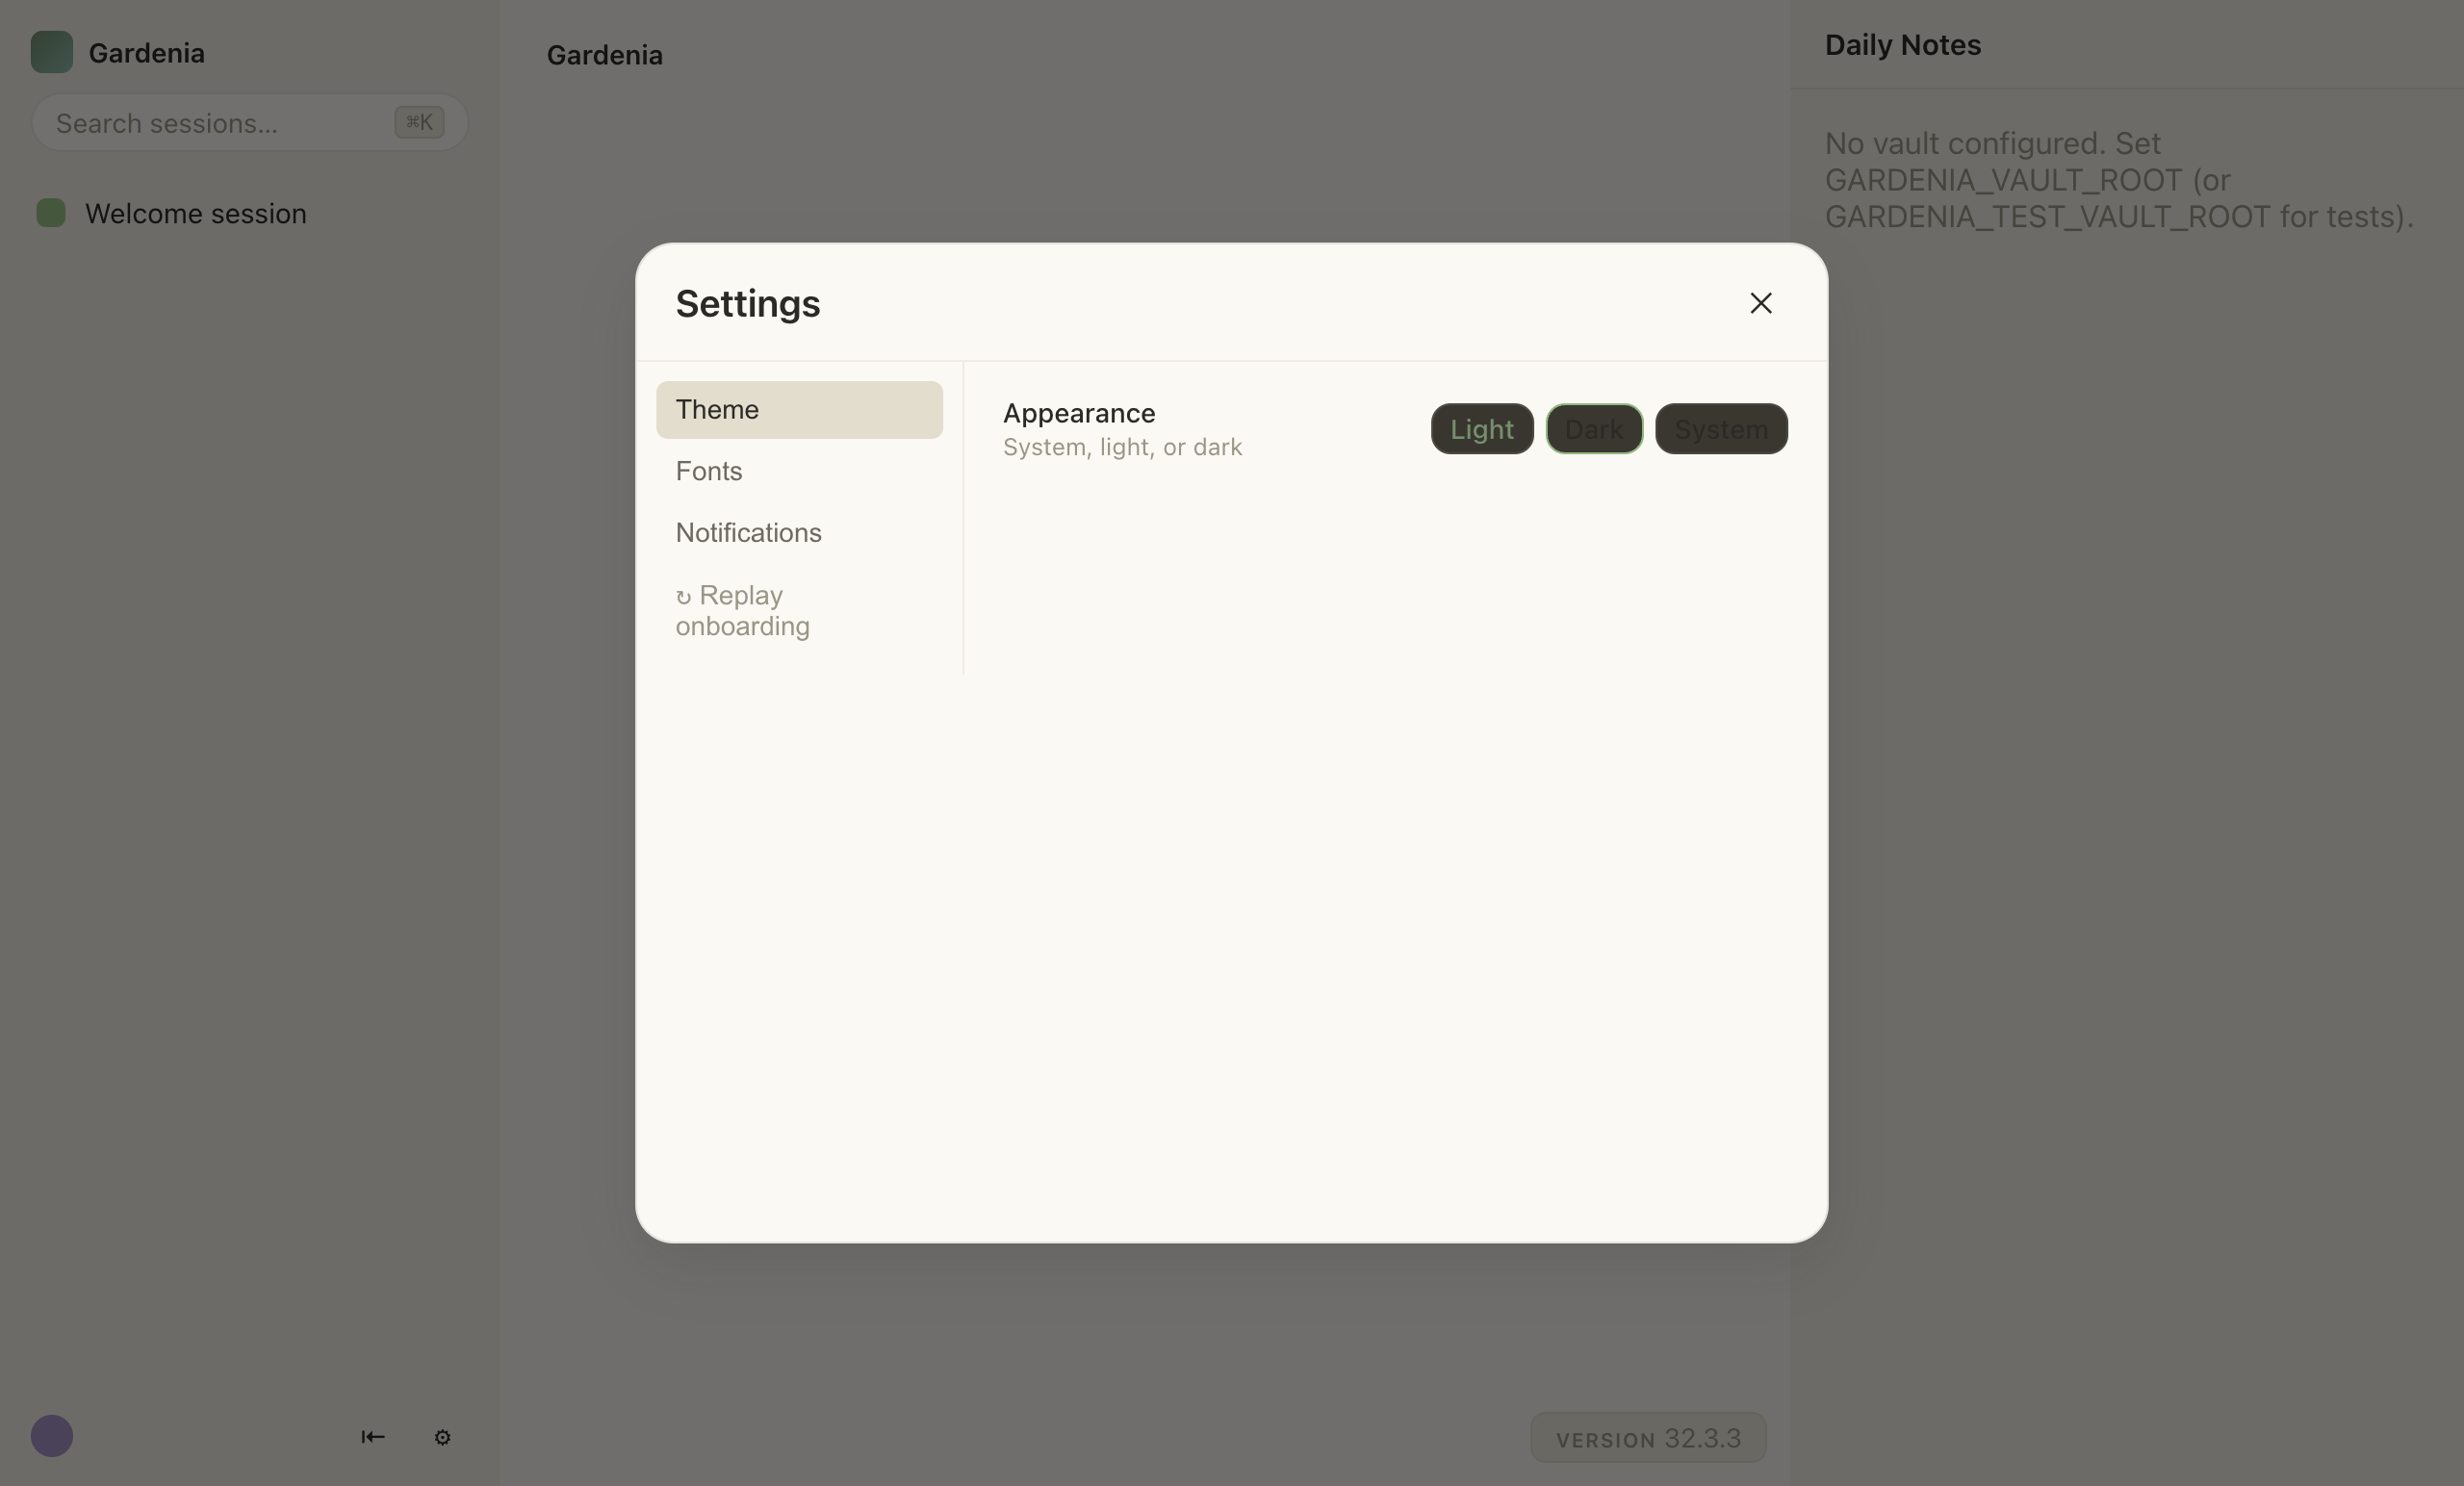 Gardenia
Search sessions...
⌘K
Welcome session
Gardenia
Daily Notes
No vault configured. Set
GARDENIA_VAULT_ROOT (or
GARDENIA_TEST_VAULT_ROOT for tests).
Settings
Theme
Fonts
Notifications
↻ Replay
onboarding
Appearance
System, light, or dark
Light
Dark
System
VERSION 32.3.3